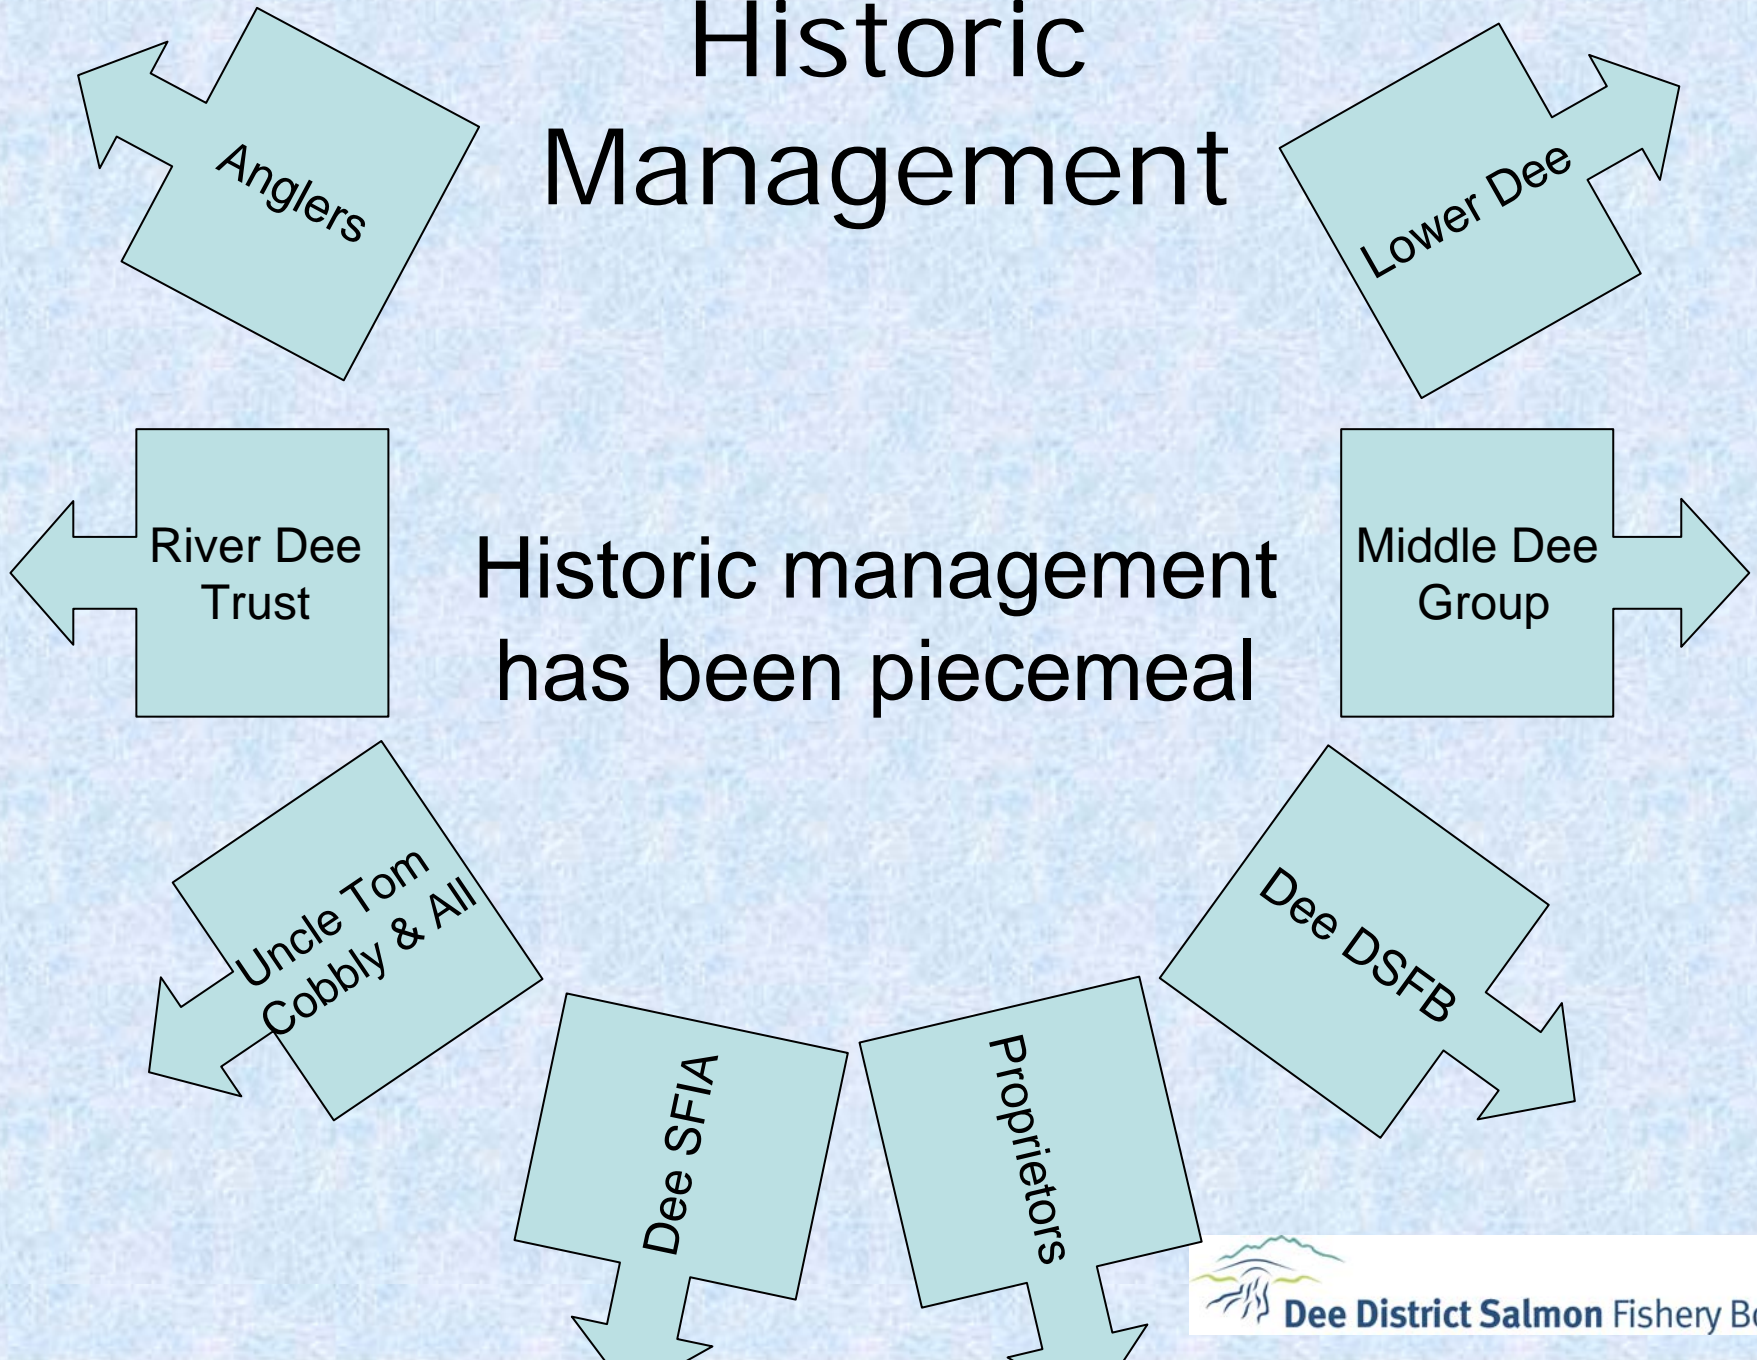 Historic
Management
Anglers
Lower Dee
River Dee
Trust
Historic management
has been piecemeal
Middle Dee
Group
Uncle Tom
Cobbly & All
Dee SFIA
Proprietors
Dee DSFB
Dee District Salmon Fishery Bo